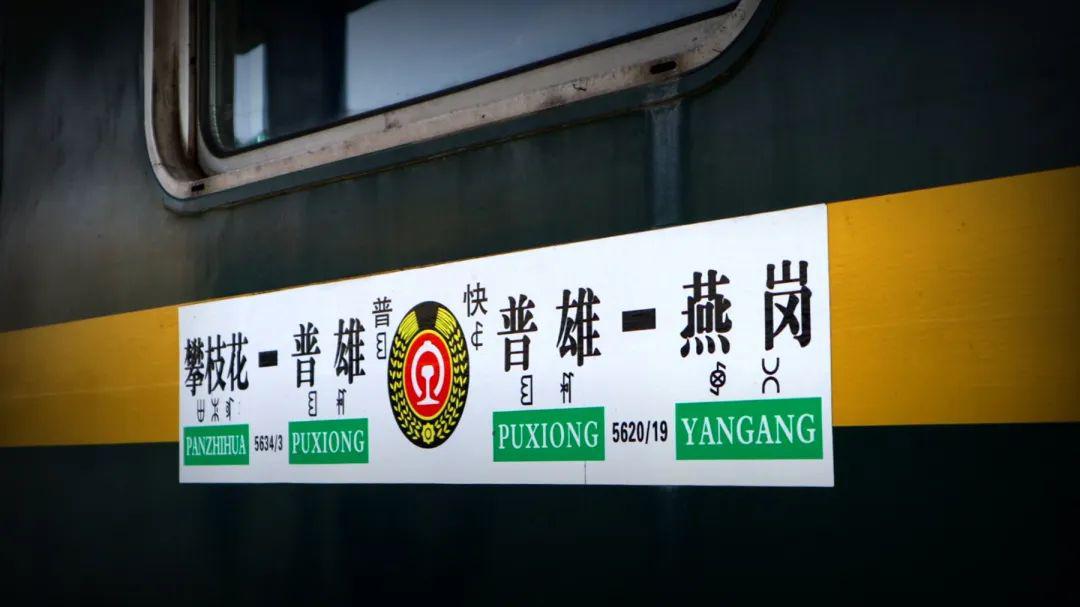 攀枝花-普雄
普快
普雄-燕岗
PANZHIHUA 5634/3 PUXIONG
PUXIONG 5620/19 YANGANG